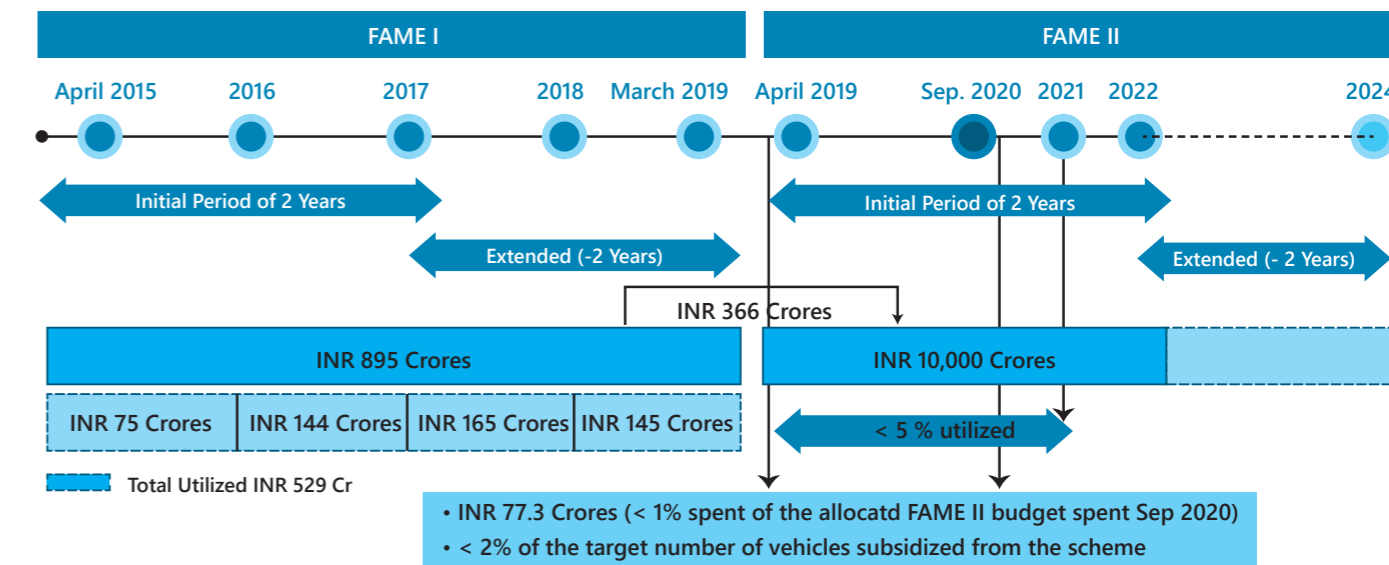 FAME I
FAME II
April 2015 2016 2017 2018 March 2019 April 2019 Sep. 2020 2021 2022 2024
Initial Period of 2 Years
Initial Period of 2 Years
Extended (-2 Years)
Extended (- 2 Years)
INR 366 Crores
INR 895 Crores
INR 10,000 Crores
INR 75 Crores INR 144 Crores INR 165 Crores INR 145 Crores
< 5 % utilized
Total Utilized INR 529 Cr
• INR 77.3 Crores (< 1% spent of the allocatd FAME II budget spent Sep 2020)
• < 2% of the target number of vehicles subsidized from the scheme